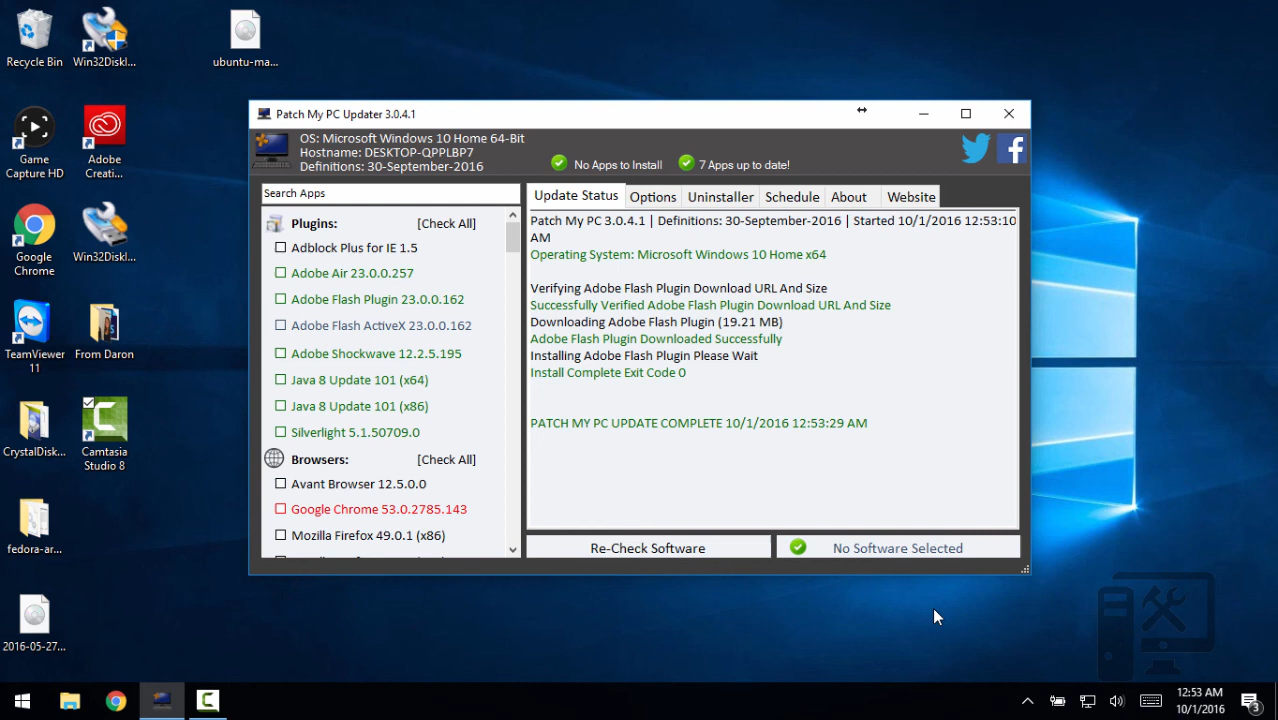 Recycle Bin
Win32DiskI...
ubuntu-ma...
Game
Capture HD
Adobe
Creati...
Google
Chrome
Win32DiskI...
TeamViewer
11
From Daron
CrystalDisk...
Camtasia
Studio 8
fedora-ar...
2016-05-27...
Patch My PC Updater 3.0.4.1
OS: Microsoft Windows 10 Home 64-Bit
Hostname: DESKTOP-QPPLBP7
Definitions: 30-September-2016
No Apps to Install
7 Apps up to date!
Search Apps
Plugins: [Check All]
Adblock Plus for IE 1.5
Adobe Air 23.0.0.257
Adobe Flash Plugin 23.0.0.162
Adobe Flash ActiveX 23.0.0.162
Adobe Shockwave 12.2.5.195
Java 8 Update 101 (x64)
Java 8 Update 101 (x86)
Silverlight 5.1.50709.0
Browsers: [Check All]
Avant Browser 12.5.0.0
Google Chrome 53.0.2785.143
Mozilla Firefox 49.0.1 (x86)
Update Status Options Uninstaller Schedule About Website
Patch My PC 3.0.4.1 | Definitions: 30-September-2016 | Started 10/1/2016 12:53:10
AM
Operating System: Microsoft Windows 10 Home x64
Verifying Adobe Flash Plugin Download URL And Size
Successfully Verified Adobe Flash Plugin Download URL And Size
Downloading Adobe Flash Plugin (19.21 MB)
Adobe Flash Plugin Downloaded Successfully
Installing Adobe Flash Plugin Please Wait
Install Complete Exit Code 0
PATCH MY PC UPDATE COMPLETE 10/1/2016 12:53:29 AM
Re-Check Software
No Software Selected
12:53 AM
10/1/2016
3